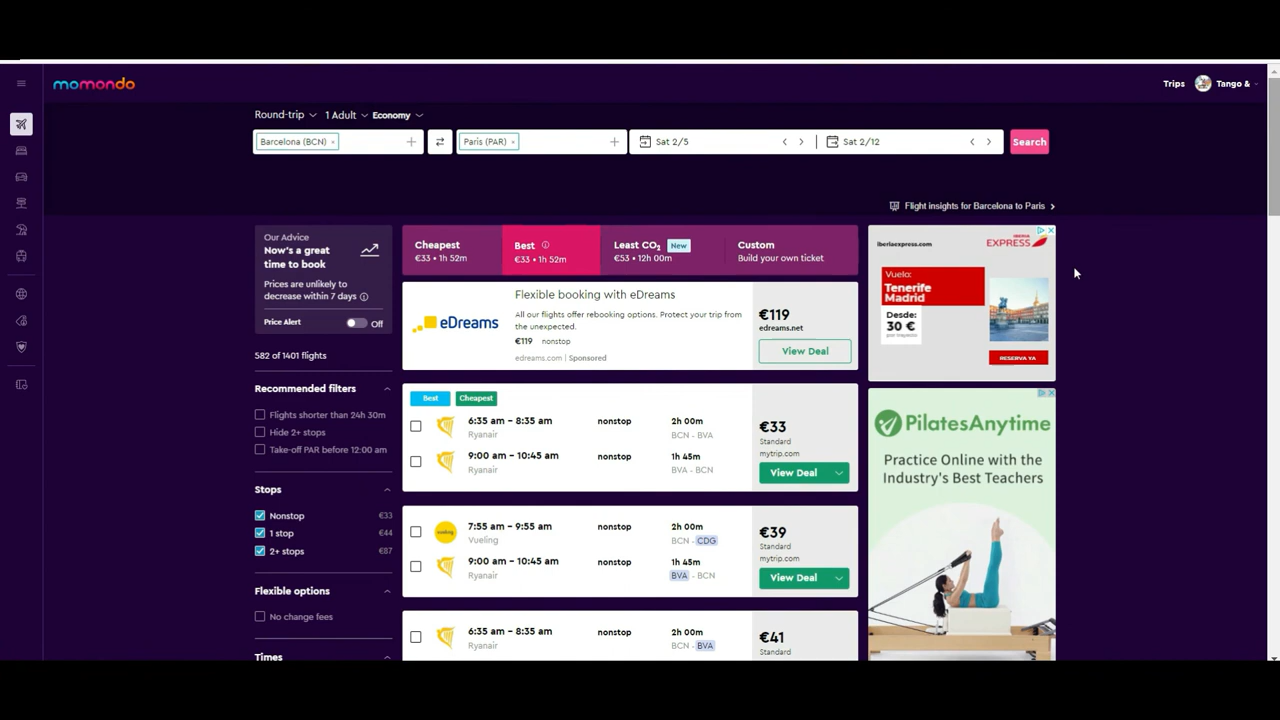 momondo
Trips
Tango &
Round-trip
1 Adult
Economy
Barcelona (BCN) ×
Paris (PAR) ×
Sat 2/5
Sat 2/12
Search
Flight insights for Barcelona to Paris
Our Advice
Now's a great
time to book
Prices are unlikely to
decrease within 7 days
Price Alert
Off
582 of 1401 flights
Recommended filters
Flights shorter than 24h 30m
Hide 2+ stops
Take-off PAR before 12:00 am
Stops
Nonstop €33
1 stop €44
2+ stops €87
Flexible options
No change fees
Times
Cheapest
€33 • 1h 52m
Best
€33 • 1h 52m
Least CO₂ New
€53 • 12h 00m
Custom
Build your own ticket
eDreams
Flexible booking with eDreams
All our flights offer rebooking options. Protect your trip from
the unexpected.
€119 nonstop
edreams.com | Sponsored
€119
edreams.net
View Deal
Best
Cheapest
6:35 am – 8:35 am nonstop 2h 00m
Ryanair BCN - BVA
9:00 am – 10:45 am nonstop 1h 45m
Ryanair BVA - BCN
€33
Standard
mytrip.com
View Deal
7:55 am – 9:55 am nonstop 2h 00m
Vueling BCN - CDG
9:00 am – 10:45 am nonstop 1h 45m
Ryanair BVA - BCN
€39
Standard
mytrip.com
View Deal
6:35 am – 8:35 am nonstop 2h 00m
Ryanair BCN - BVA
€41
Standard
iberiaexpress.com
IBERIA
EXPRESS
Vuelo:
Tenerife
Madrid
Desde:
30 €
por trayecto
RESERVA YA
PilatesAnytime
Practice Online with the
Industry's Best Teachers